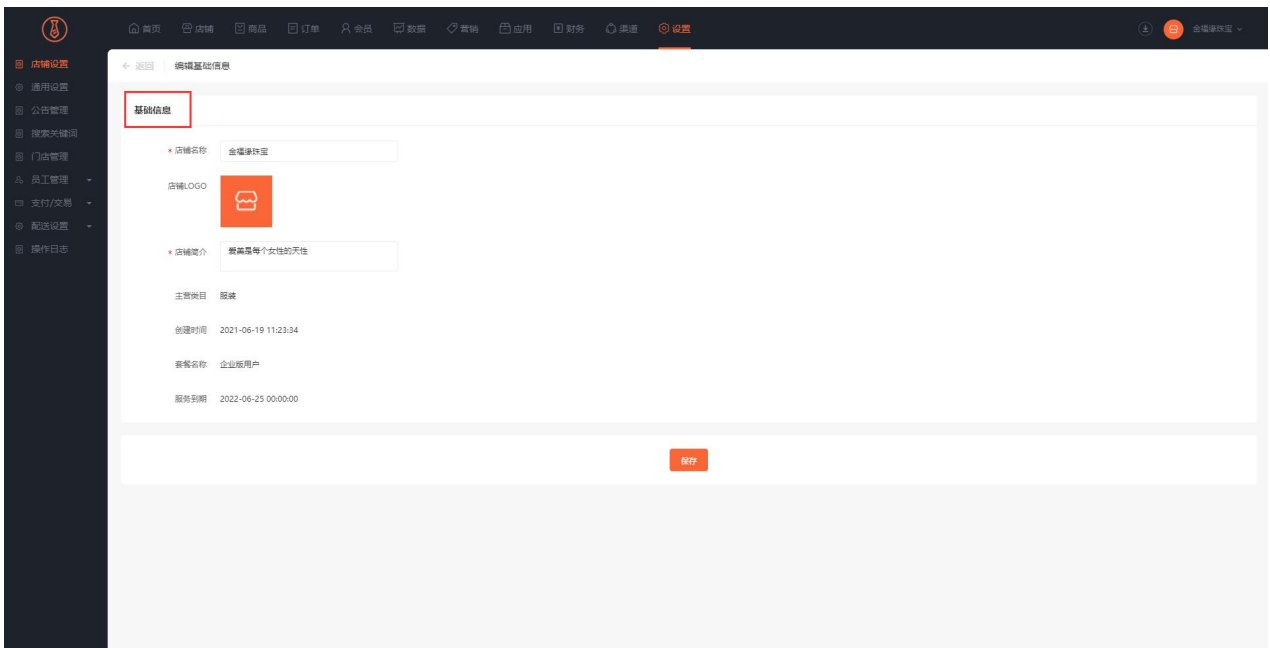 首页 店铺 商品 订单 会员 数据 营销 应用 财务 渠道 设置 金福缘珠宝
店铺设置
通用设置
公告管理
搜索关键词
门店管理
员工管理
支付/交易
配送设置
操作日志
返回 编辑基础信息
基础信息
* 店铺名称 金福缘珠宝
店铺LOGO
* 店铺简介 爱美是每个女性的天性
主营类目 服装
创建时间 2021-06-19 11:23:34
套餐名称 企业版用户
服务到期 2022-06-25 00:00:00
保存